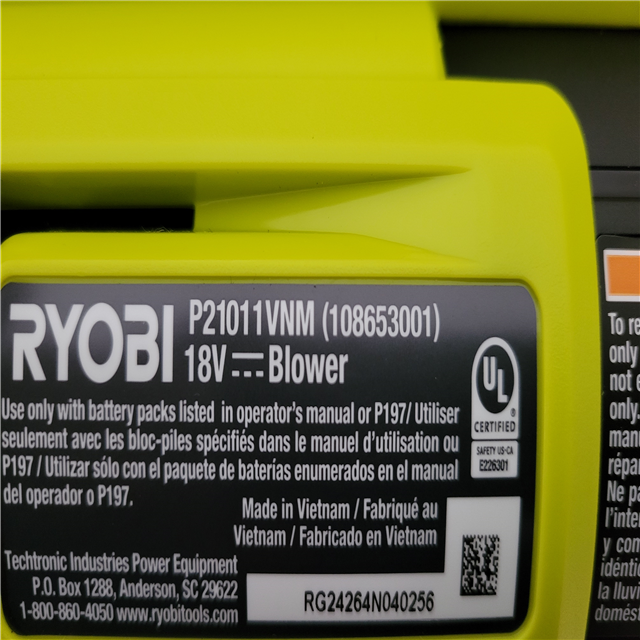 RYOBI
P21011VNM (108653001)
18V Blower
Use only with battery packs listed in operator's manual or P197/ Utiliser
seulement avec les bloc-piles spécifiés dans le manuel d'utilisation ou
P197 / Utilizar sólo con el paquete de baterías enumerados en el manual
del operador o P197.
UL
®
CERTIFIED
SAFETY US-CA
E226301
Made in Vietnam / Fabriqué au
Vietnam / Fabricado en Vietnam
Techtronic Industries Power Equipment
P.O. Box 1288, Anderson, SC 29622
1-800-860-4050 www.ryobitools.com
RG24264N040256
To re
only
not e
only.
man
répa
Ne pa
l'inte
y com
idénti
la lluvi
domést